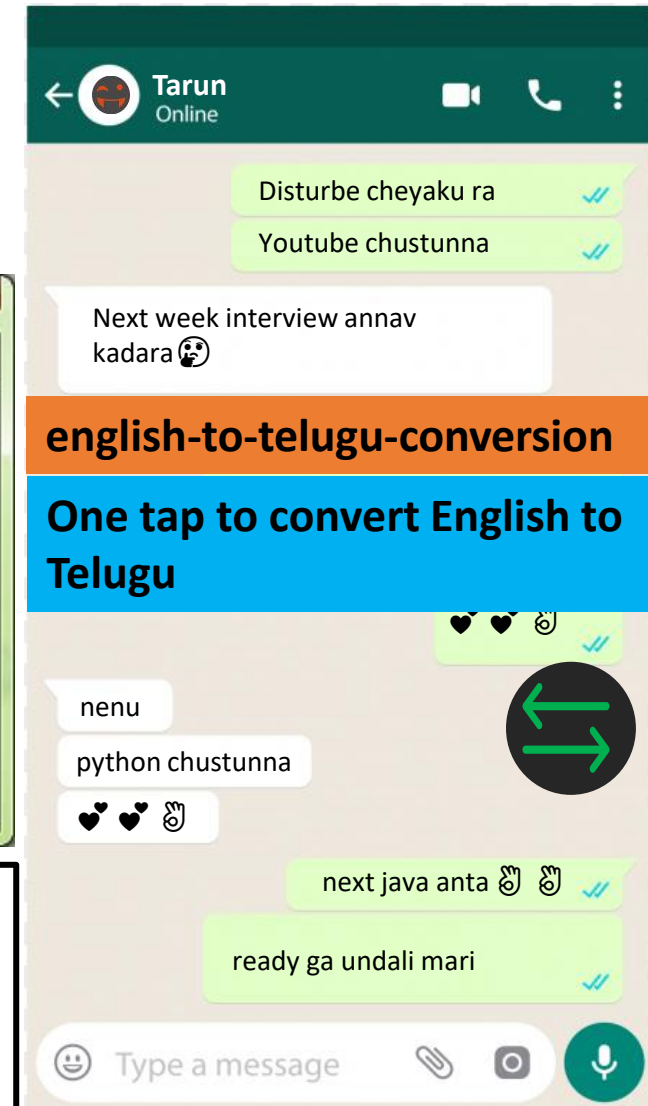 Tarun
Online
Disturbe cheyaku ra
Youtube chustunna
Next week interview annav
kadara🤔
english-to-telugu-conversion
One tap to convert English to
Telugu
💕 💕 👌
nenu
python chustunna
💕 💕 👌
next java anta 👌 👌
ready ga undali mari
Type a message